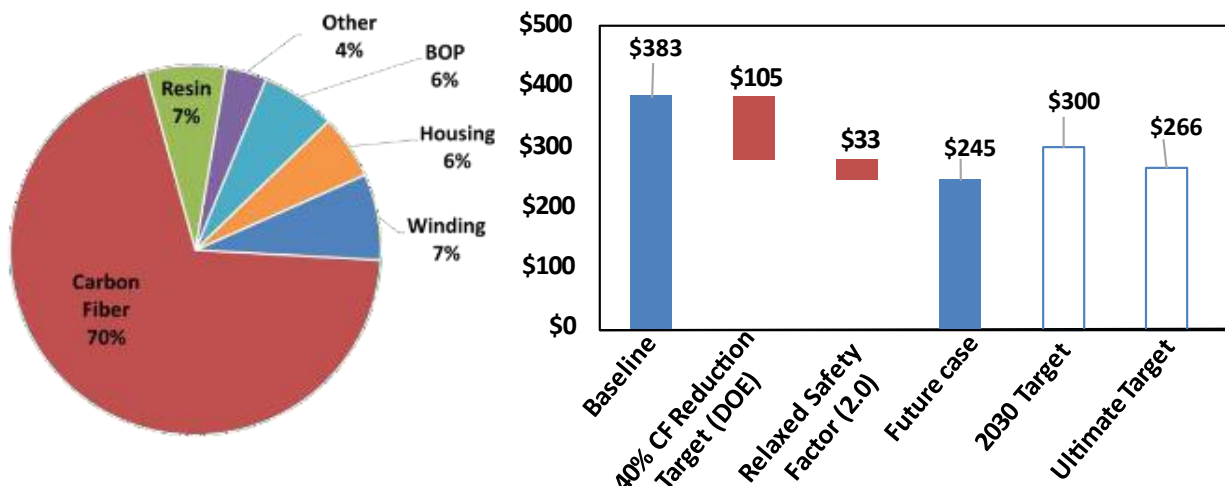 Other
4%
BOP
6%
Resin
7%
Housing
6%
Winding
7%
Carbon
Fiber
70%
$500
$400
$300
$200
$100
$0
$383
$105
$33
$245
$300
$266
Baseline
40% CF Reduction
Target (DOE)
Relaxed Safety
Factor (2.0)
Future case
2030 Target
Ultimate Target